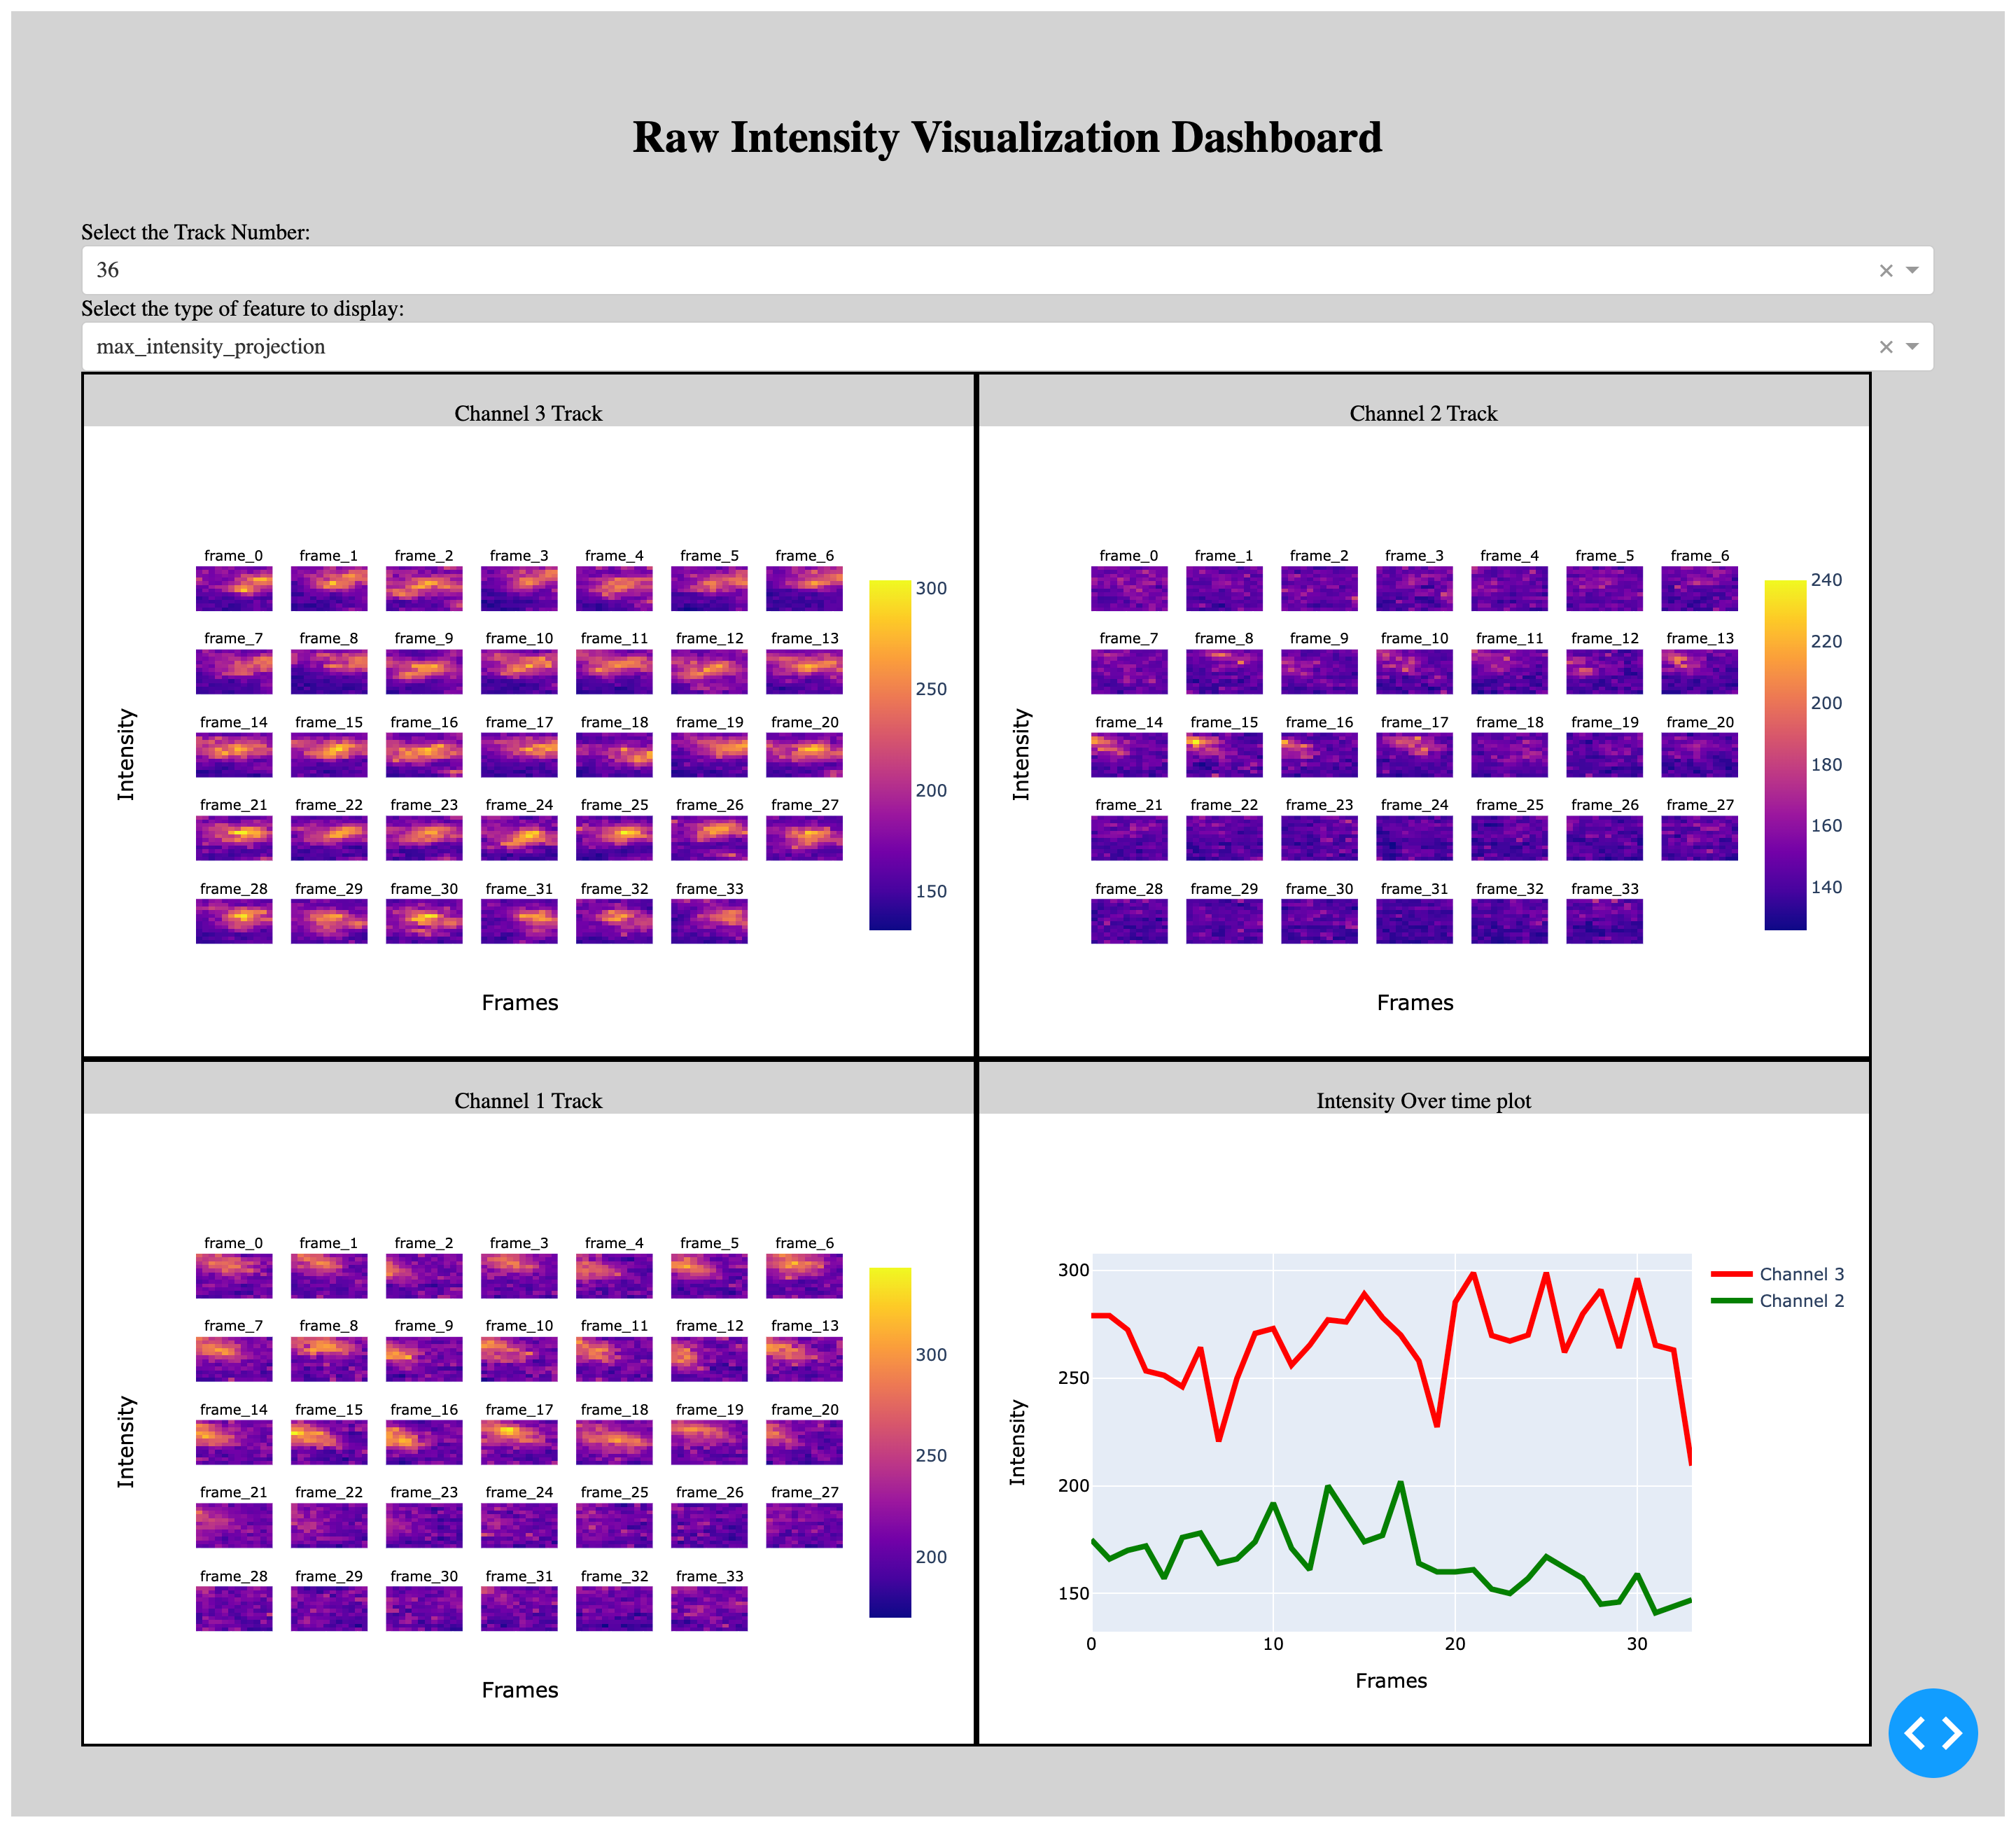 Raw Intensity Visualization Dashboard
Select the Track Number:
36
Select the type of feature to display:
max_intensity_projection
Channel 3 Track
frame_0 frame_1 frame_2 frame_3 frame_4 frame_5 frame_6
frame_7 frame_8 frame_9 frame_10 frame_11 frame_12 frame_13
frame_14 frame_15 frame_16 frame_17 frame_18 frame_19 frame_20
frame_21 frame_22 frame_23 frame_24 frame_25 frame_26 frame_27
frame_28 frame_29 frame_30 frame_31 frame_32 frame_33
300
250
200
150
Intensity
Frames
Channel 2 Track
frame_0 frame_1 frame_2 frame_3 frame_4 frame_5 frame_6
frame_7 frame_8 frame_9 frame_10 frame_11 frame_12 frame_13
frame_14 frame_15 frame_16 frame_17 frame_18 frame_19 frame_20
frame_21 frame_22 frame_23 frame_24 frame_25 frame_26 frame_27
frame_28 frame_29 frame_30 frame_31 frame_32 frame_33
240
220
200
180
160
140
Intensity
Frames
Channel 1 Track
frame_0 frame_1 frame_2 frame_3 frame_4 frame_5 frame_6
frame_7 frame_8 frame_9 frame_10 frame_11 frame_12 frame_13
frame_14 frame_15 frame_16 frame_17 frame_18 frame_19 frame_20
frame_21 frame_22 frame_23 frame_24 frame_25 frame_26 frame_27
frame_28 frame_29 frame_30 frame_31 frame_32 frame_33
300
250
200
Intensity
Frames
Intensity Over time plot
300
250
200
150
0 10 20 30
Intensity
Frames
Channel 3
Channel 2